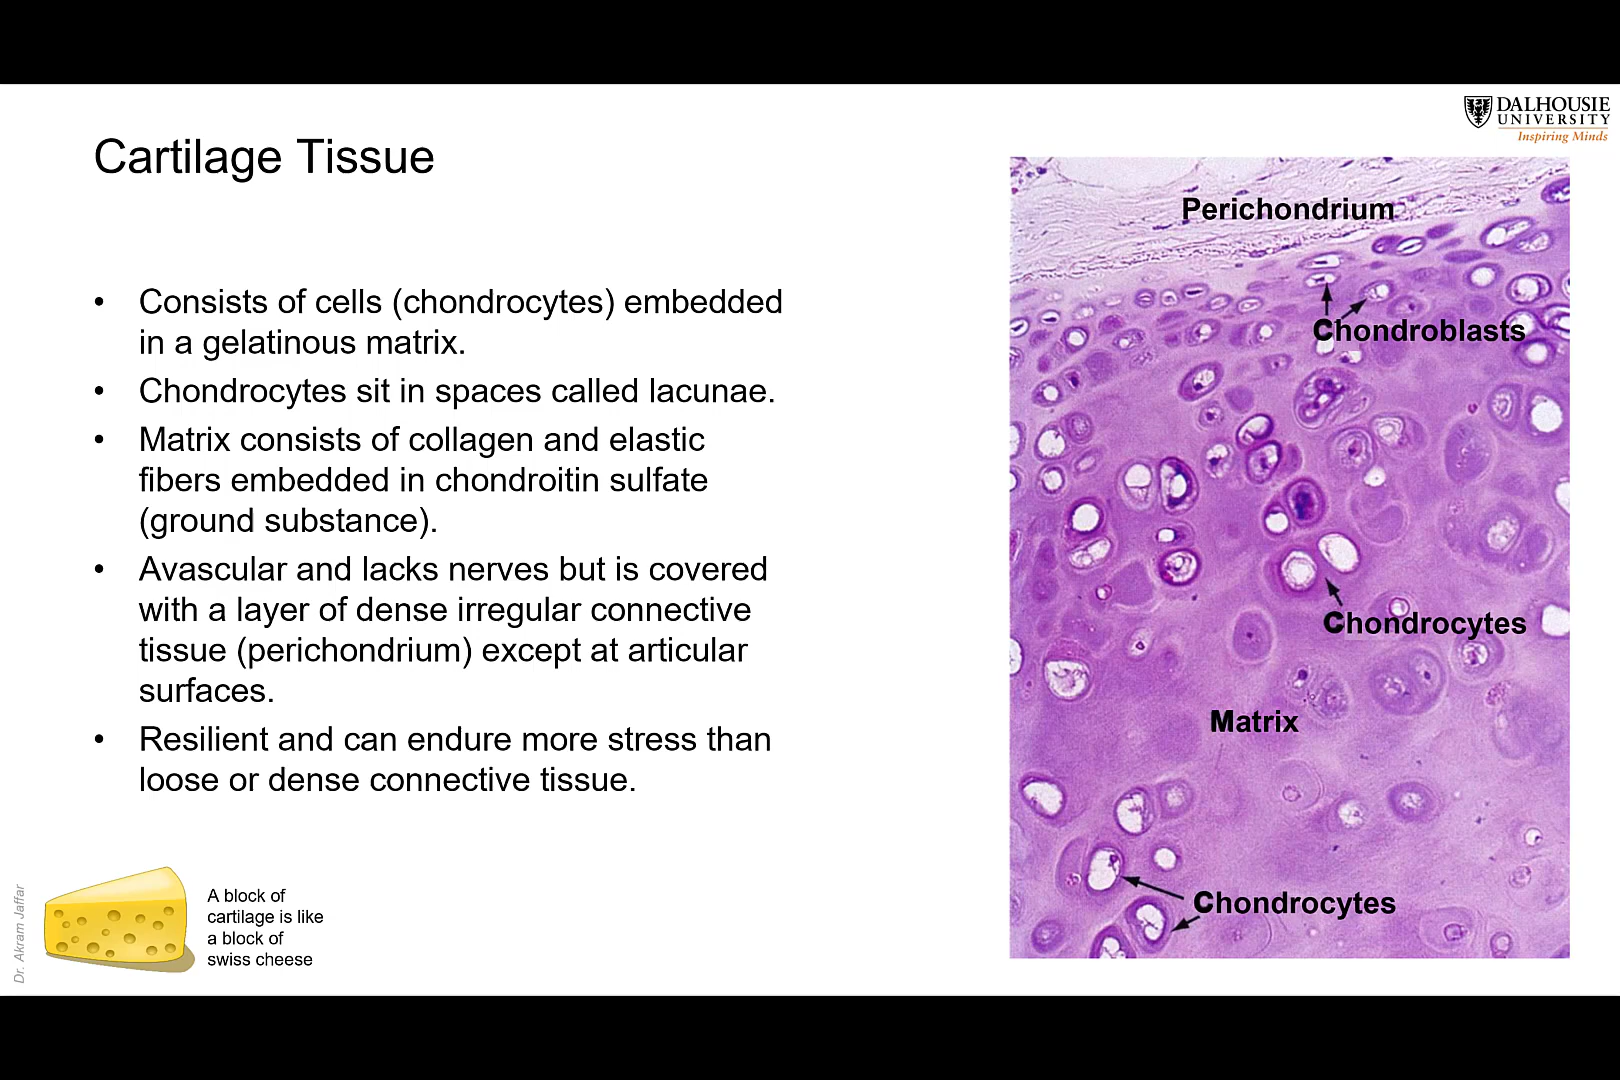 DALHOUSIE
UNIVERSITY
Inspiring Minds
Cartilage Tissue
• Consists of cells (chondrocytes) embedded
in a gelatinous matrix.
• Chondrocytes sit in spaces called lacunae.
• Matrix consists of collagen and elastic
fibers embedded in chondroitin sulfate
(ground substance).
• Avascular and lacks nerves but is covered
with a layer of dense irregular connective
tissue (perichondrium) except at articular
surfaces.
• Resilient and can endure more stress than
loose or dense connective tissue.
A block of
cartilage is like
a block of
swiss cheese
Dr. Akram Jaffar
Perichondrium
Chondroblasts
Chondrocytes
Matrix
Chondrocytes